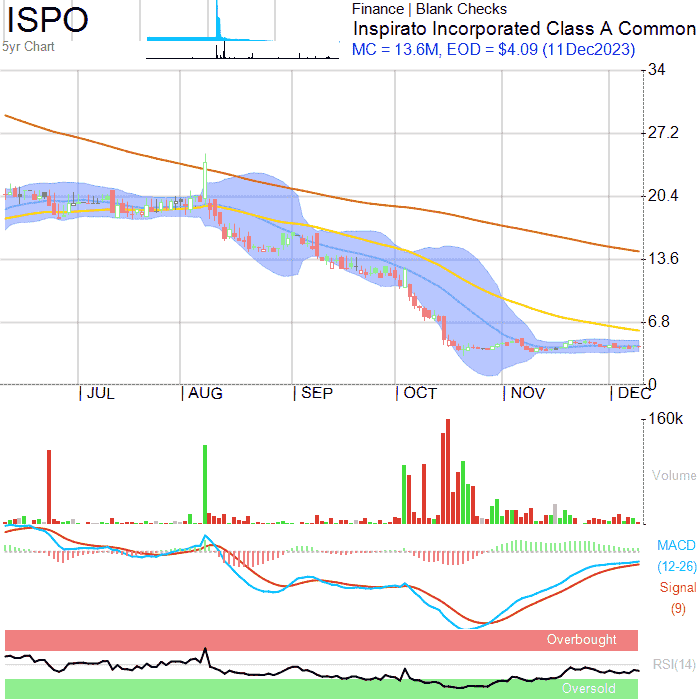 ISPO
5yr Chart
Finance | Blank Checks
Inspirato Incorporated Class A Common
MC = 13.6M, EOD = $4.09 (11Dec2023)
34
27.2
20.4
13.6
6.8
0
JUL
AUG
SEP
OCT
NOV
DEC
160k
Volume
MACD
(12-26)
Signal
(9)
Overbought
RSI(14)
Oversold